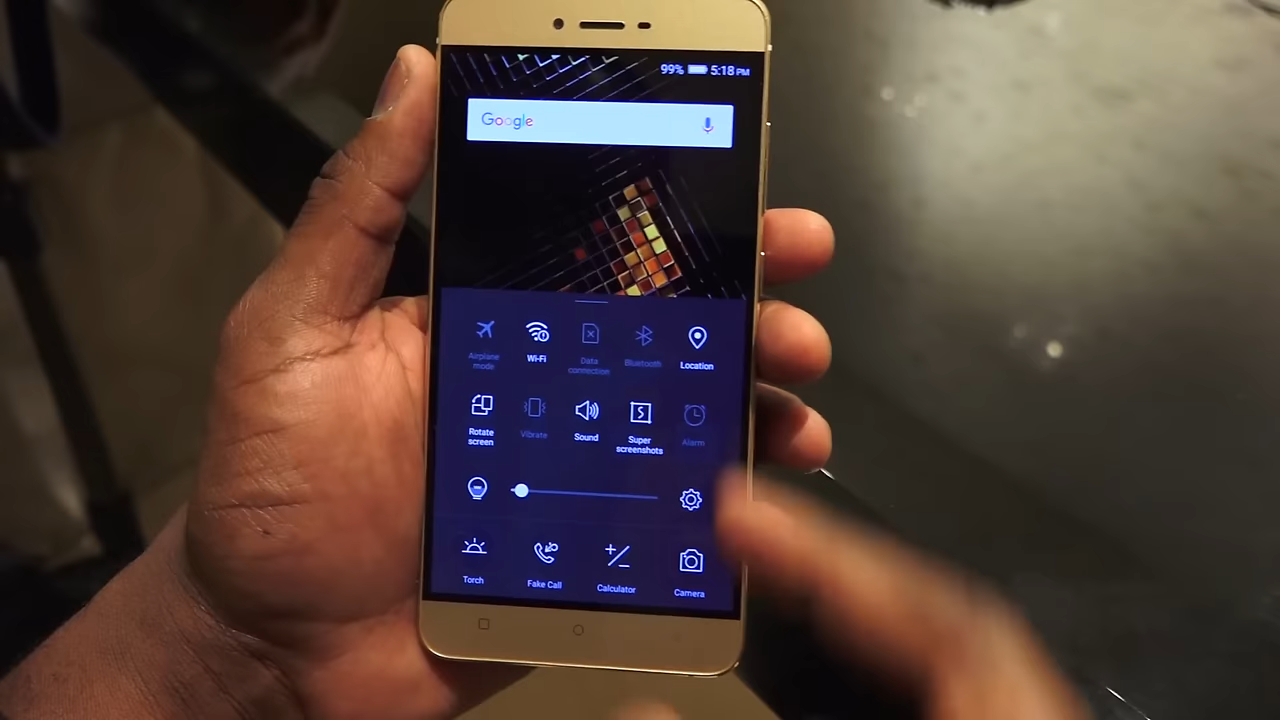 99% 5:18 PM
Google
Airplane mode
Wi-Fi
Data connection
Bluetooth
Location
Rotate screen
Vibrate
Sound
Super screenshots
Alarm
Torch
Fake Call
Calculator
Camera